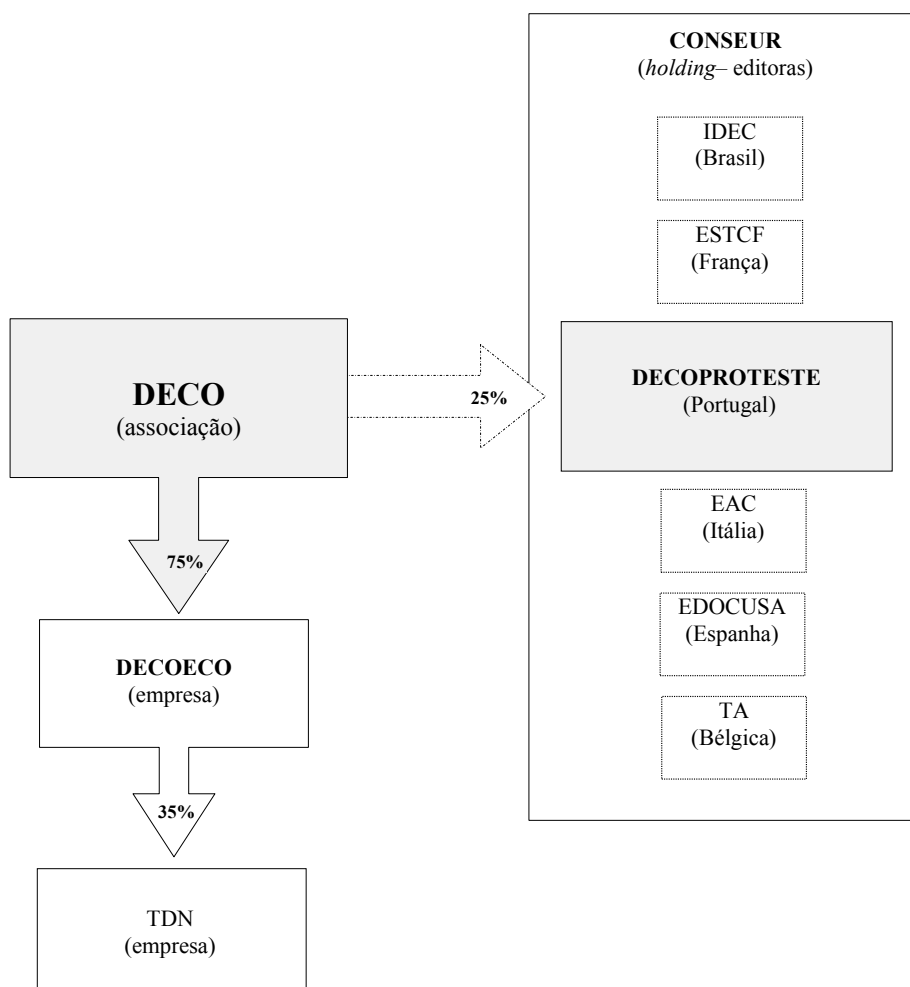 CONSEUR
(holding– editoras)
IDEC
(Brasil)
ESTCF
(França)
DECO
(associação)
25%
DECOPROTESTE
(Portugal)
EAC
(Itália)
75%
EDOCUSA
(Espanha)
DECOECO
(empresa)
TA
(Bélgica)
35%
TDN
(empresa)